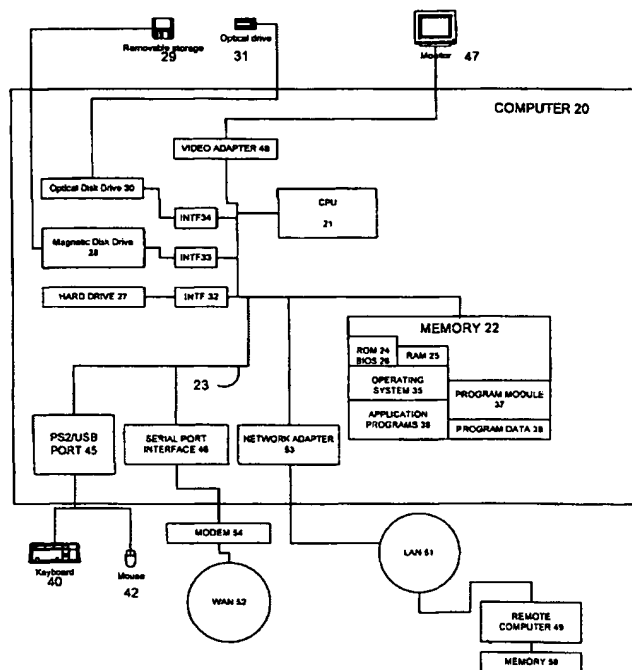 Removable storage
29
Optical drive
31
Monitor
47
COMPUTER 20
VIDEO ADAPTER 48
Optical Disk Drive 30
INTF34
CPU
21
Magnetic Disk Drive
28
INTF33
HARD DRIVE 27
INTF 32
MEMORY 22
ROM 24
BIOS 26
RAM 25
OPERATING
SYSTEM 35
PROGRAM MODULE
37
APPLICATION
PROGRAMS 36
PROGRAM DATA 38
23
PS2/USB
PORT 45
SERIAL PORT
INTERFACE 46
NETWORK ADAPTER
53
MODEM 54
Keyboard
40
Mouse
42
WAN 52
LAN 51
REMOTE
COMPUTER 49
MEMORY 50